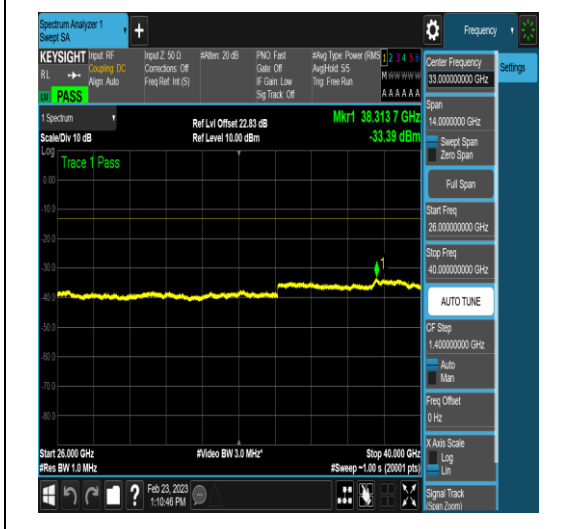 Spectrum Analyzer 1
Swept SA
+
Frequency
KEYSIGHT
Input: RF
Coupling: DC
Align: Auto
Input Z: 50 Ω
Corrections: Off
Freq Ref: Int (S)
#Atten: 20 dB
PNO: Fast
Gate: Off
IF Gain: Low
Sig Track: Off
#Avg Type: Power (RMS
Avg|Hold: 5/5
Trig: Free Run
1 2 3 4 5 6
M W W W W W
A A A A A A
RL
PASS
1 Spectrum
Scale/Div 10 dB
Ref Lvl Offset 22.83 dB
Ref Level 10.00 dBm
Mkr1 38.313 7 GHz
-33.39 dBm
Log
Trace 1 Pass
0.00
-10.0
-20.0
-30.0
-40.0
-50.0
-60.0
-70.0
-80.0
1
Start 26.000 GHz
#Res BW 1.0 MHz
#Video BW 3.0 MHz*
Stop 40.000 GHz
#Sweep ~1.00 s (20001 pts)
Feb 23, 2023
1:10:46 PM
?
Center Frequency
33.000000000 GHz
Settings
Span
14.0000000 GHz
Swept Span
Zero Span
Full Span
Start Freq
26.000000000 GHz
Stop Freq
40.000000000 GHz
AUTO TUNE
CF Step
1.400000000 GHz
Auto
Man
Freq Offset
0 Hz
X Axis Scale
Log
Lin
Signal Track
(Span Zoom)